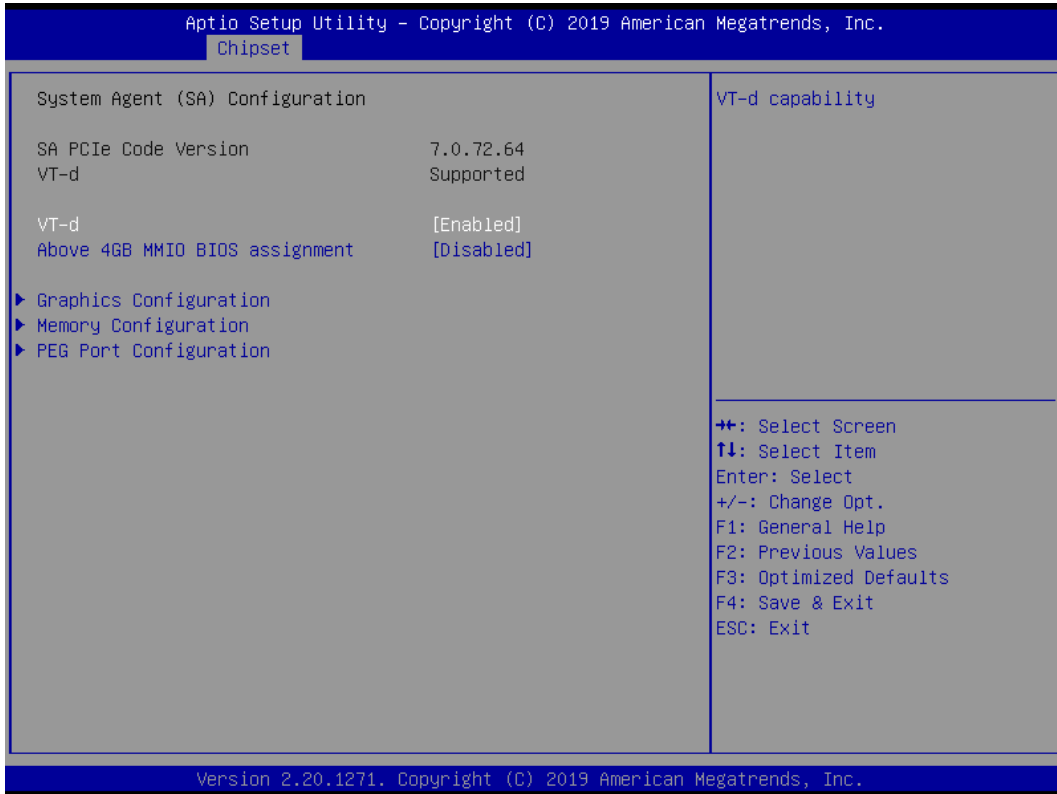 Aptio Setup Utility – Copyright (C) 2019 American Megatrends, Inc.
Chipset
System Agent (SA) Configuration
SA PCIe Code Version 7.0.72.64
VT-d Supported
VT-d [Enabled]
Above 4GB MMIO BIOS assignment [Disabled]
Graphics Configuration
Memory Configuration
PEG Port Configuration
VT-d capability
→←: Select Screen
↑↓: Select Item
Enter: Select
+/-: Change Opt.
F1: General Help
F2: Previous Values
F3: Optimized Defaults
F4: Save & Exit
ESC: Exit
Version 2.20.1271. Copyright (C) 2019 American Megatrends, Inc.